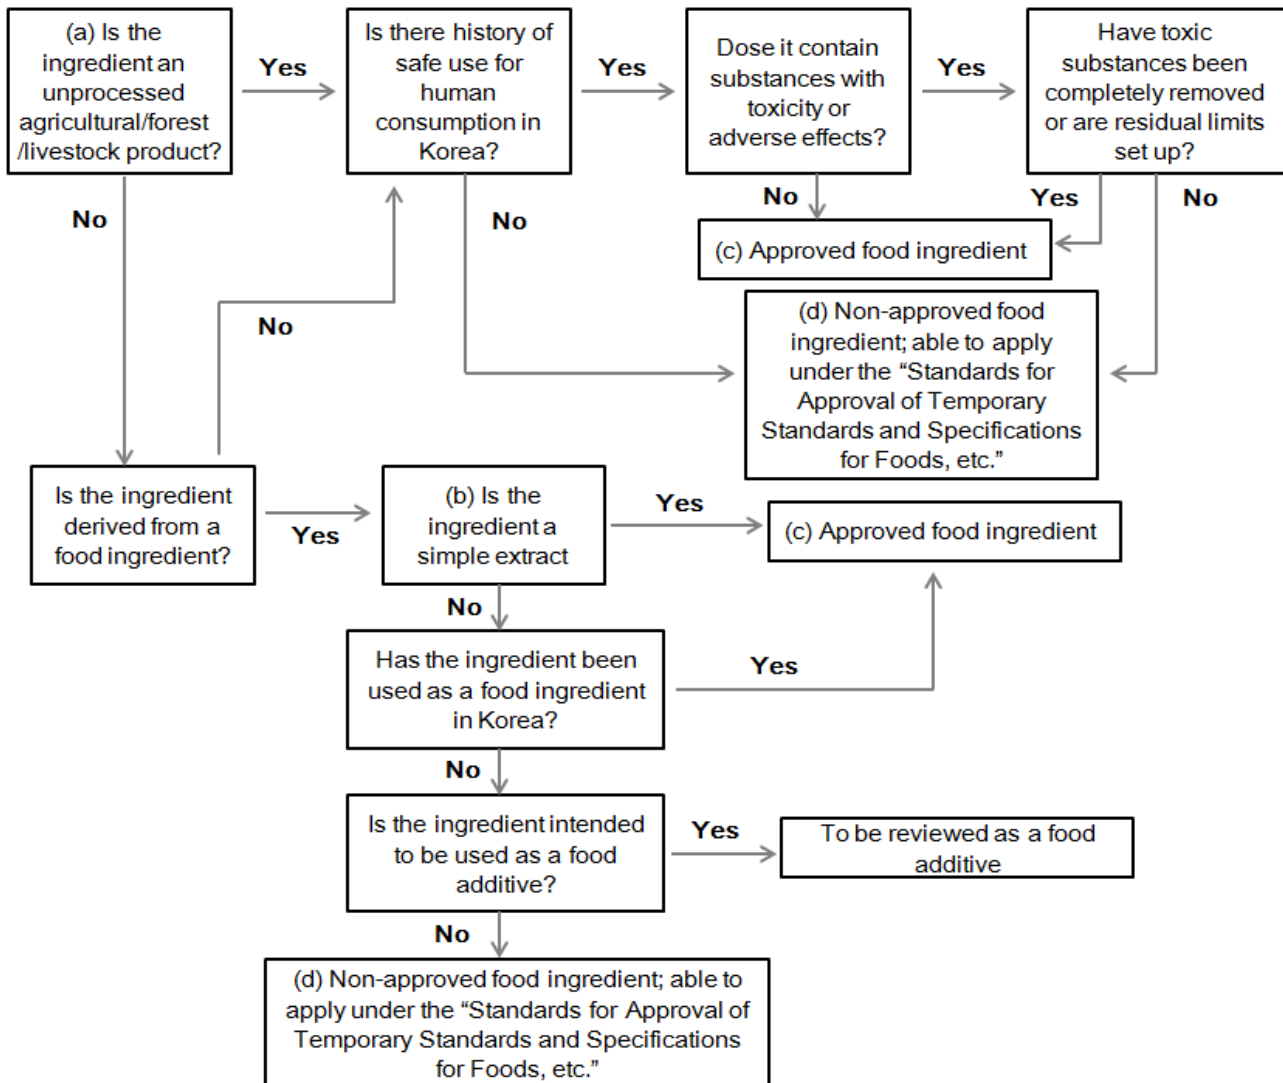 (a) Is the
ingredient an
unprocessed
agricultural/forest
/livestock product?
Yes
Is there history of
safe use for
human
consumption in
Korea?
Yes
Dose it contain
substances with
toxicity or
adverse effects?
Yes
Have toxic
substances been
completely removed
or are residual limits
set up?
No
No
No
Yes
No
(c) Approved food ingredient
No
(d) Non-approved food
ingredient; able to apply
under the “Standards for
Approval of Temporary
Standards and Specifications
for Foods, etc.”
Is the ingredient
derived from a
food ingredient?
Yes
(b) Is the
ingredient a
simple extract
Yes
(c) Approved food ingredient
No
Has the ingredient been
used as a food ingredient
in Korea?
Yes
No
Is the ingredient intended
to be used as a food
additive?
Yes
To be reviewed as a food
additive
No
(d) Non-approved food ingredient; able to
apply under the “Standards for Approval of
Temporary Standards and Specifications
for Foods, etc.”